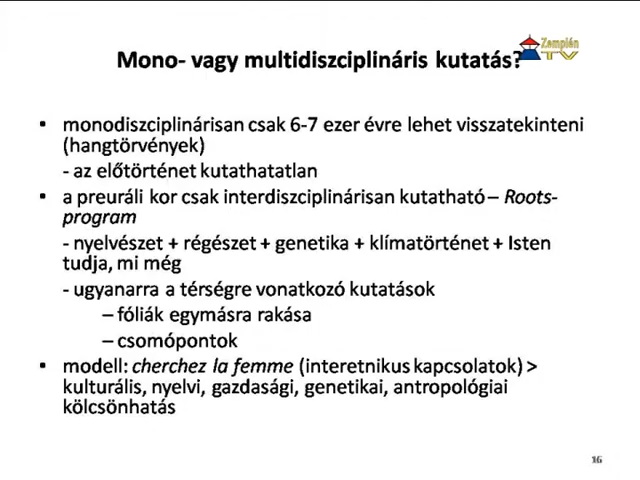 Mono- vagy multidiszciplináris kutatás?
Zemplén
TV
• monodiszciplinárisan csak 6-7 ezer évre lehet visszatekinteni
(hangtörvények)
- az előtörténet kutathatatlan
• a preuráli kor csak interdiszciplinárisan kutatható – Roots-
program
- nyelvészet + régészet + genetika + klímatörténet + Isten
tudja, mi még
- ugyanarra a térségre vonatkozó kutatások
– fóliák egymásra rakása
– csomópontok
• modell: cherchez la femme (interetnikus kapcsolatok) >
kulturális, nyelvi, gazdasági, genetikai, antropológiai
kölcsönhatás
16